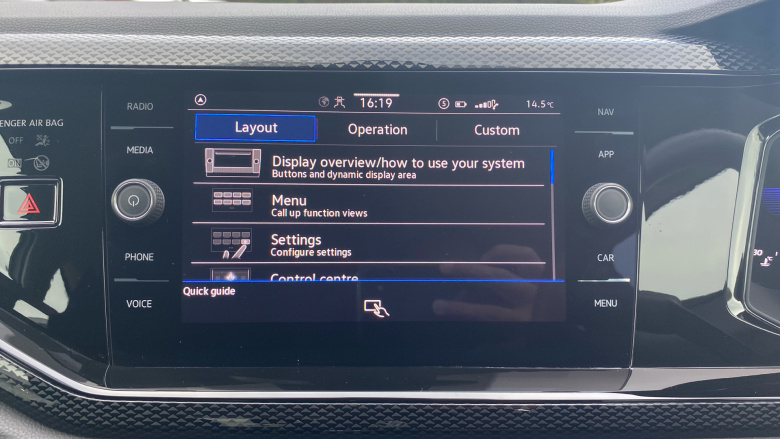 RADIO
MEDIA
PHONE
VOICE
ENGER AIR BAG
OFF
ON
16:19
5
14.5°C
Layout
Operation
Custom
Display overview/how to use your system
Buttons and dynamic display area
Menu
Call up function views
Settings
Configure settings
Control centre
Quick guide
NAV
APP
CAR
MENU
80